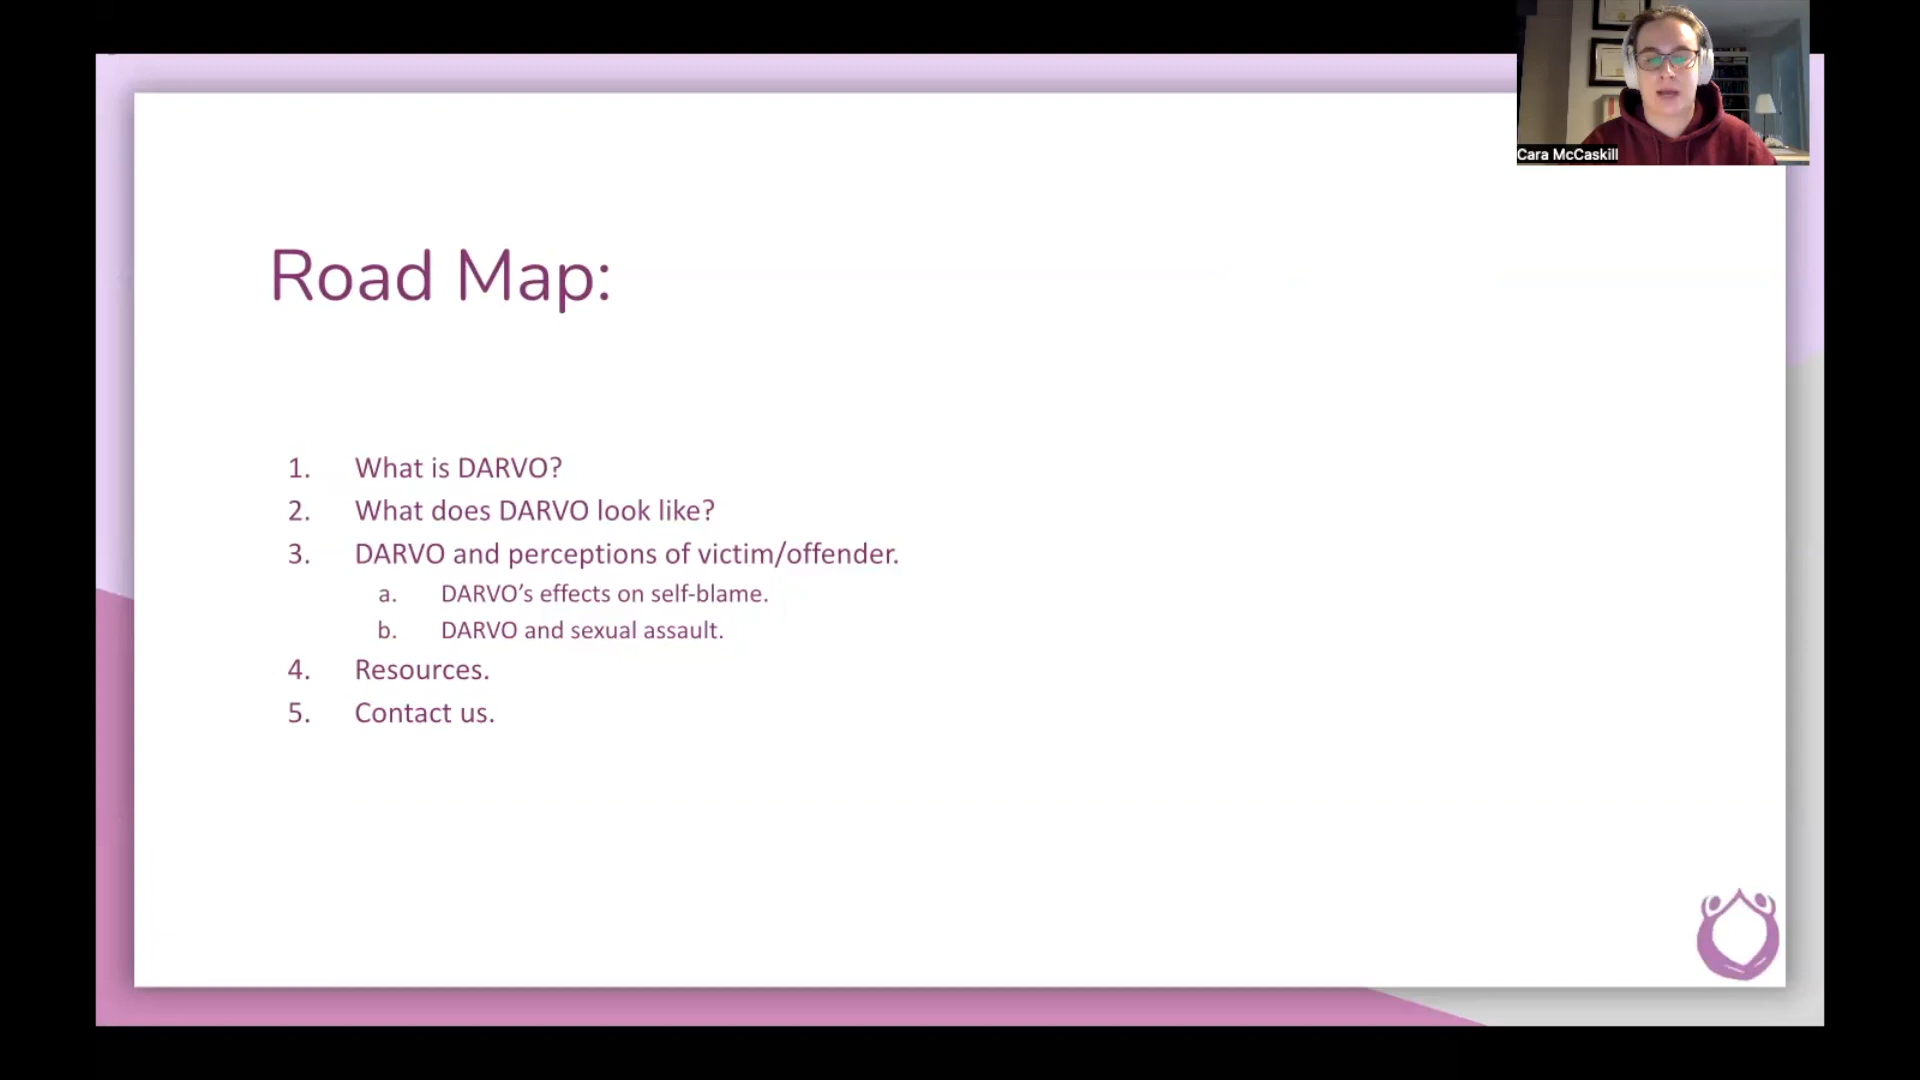 Cara McCaskill
Road Map:
1. What is DARVO?
2. What does DARVO look like?
3. DARVO and perceptions of victim/offender.
a. DARVO’s effects on self-blame.
b. DARVO and sexual assault.
4. Resources.
5. Contact us.